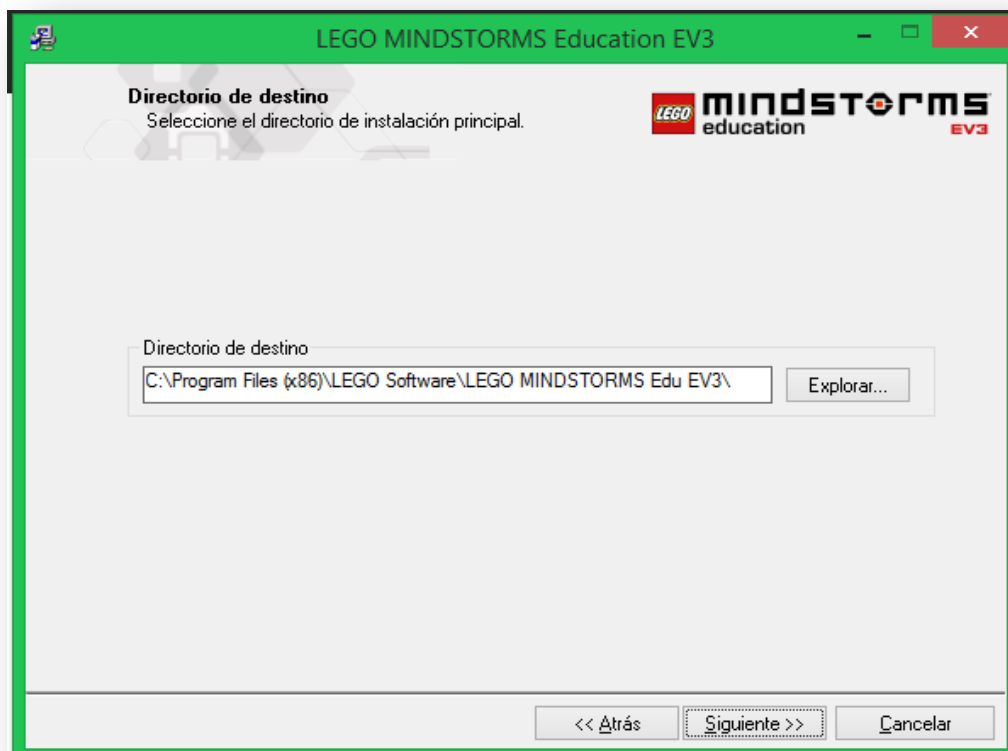 LEGO MINDSTORMS Education EV3
Directorio de destino
Seleccione el directorio de instalación principal.
LEGO mindstorms
education
EV3
Directorio de destino
C:\Program Files (x86)\LEGO Software\LEGO MINDSTORMS Edu EV3\
Explorar...
<< Atrás Siguiente >> Cancelar